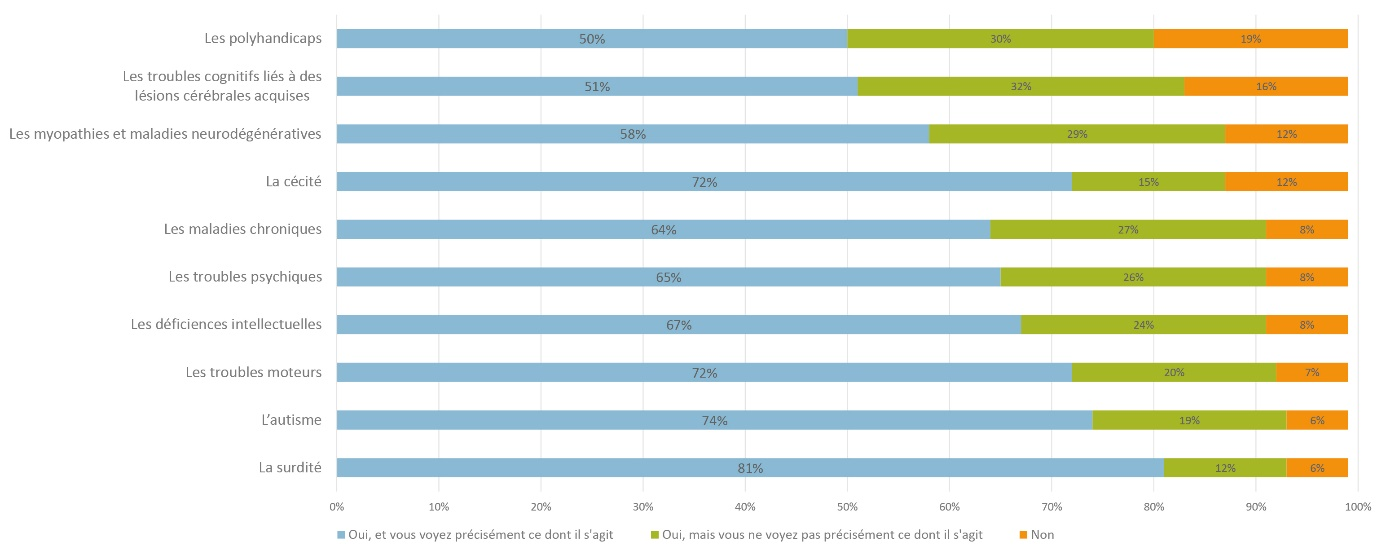 Les polyhandicaps 50% 30% 19%
Les troubles cognitifs liés à des
lésions cérébrales acquises 51% 32% 16%
Les myopathies et maladies neurodégénératives 58% 29% 12%
La cécité 72% 15% 12%
Les maladies chroniques 64% 27% 8%
Les troubles psychiques 65% 26% 8%
Les déficiences intellectuelles 67% 24% 8%
Les troubles moteurs 72% 20% 7%
L’autisme 74% 19% 6%
La surdité 81% 12% 6%
0% 10% 20% 30% 40% 50% 60% 70% 80% 90% 100%
Oui, et vous voyez précisément ce dont il s'agit Oui, mais vous ne voyez pas précisément ce dont il s'agit Non